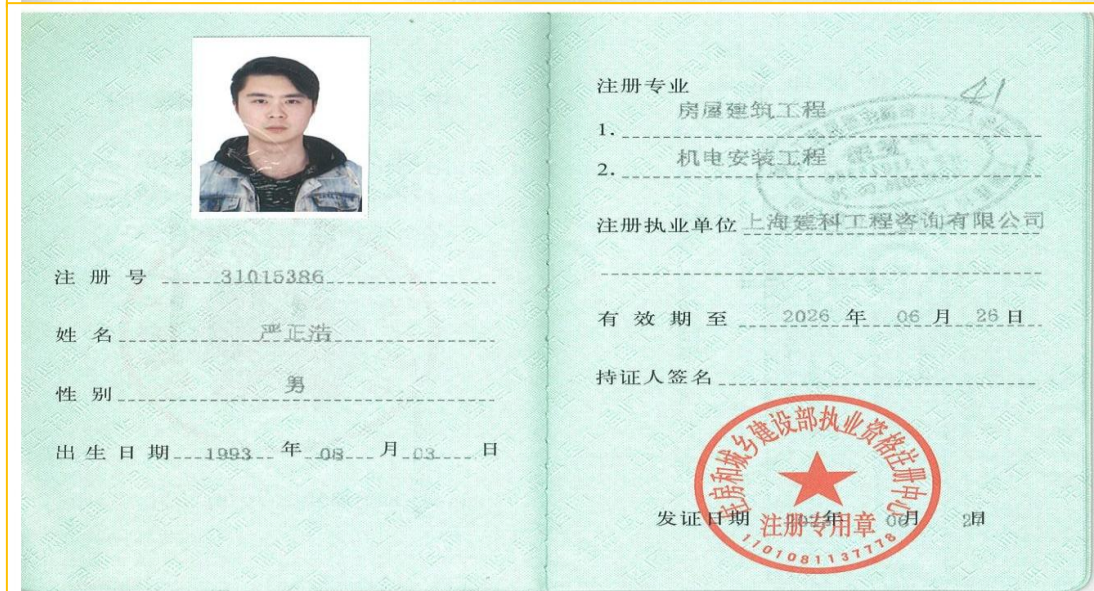 注 册 号 31015386
姓 名 严正浩
性 别 男
出 生 日 期 1993 年 08 月 03 日
注册专业
41
1. 房屋建筑工程
2. 机电安装工程
注册执业单位 上海建科工程咨询有限公司
有 效 期 至 2026 年 06 月 26 日
持证人签名
住房和城乡建设部执业资格注册中心
发证日期 年 06 月 日
注册专用章
1101081137778